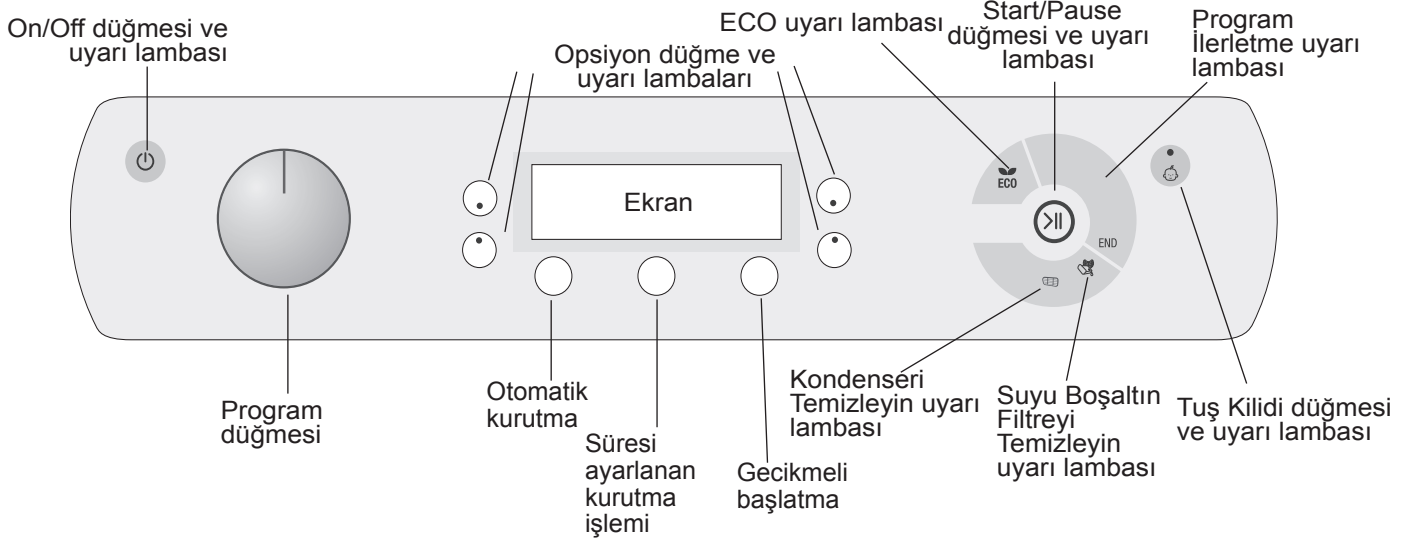 On/Off düğmesi ve
uyarı lambası
Opsiyon düğme ve
uyarı lambaları
ECO uyarı lambası
Start/Pause
düğmesi ve uyarı
lambası
Program
İlerletme uyarı
lambası
Ekran
ECO
END
Program
düğmesi
Otomatik
kurutma
Süresi
ayarlanan
kurutma
işlemi
Gecikmeli
başlatma
Kondenseri
Temizleyin uyarı
lambası
Suyu Boşaltın
Filtreyi
Temizleyin
uyarı lambası
Tuş Kilidi düğmesi
ve uyarı lambası